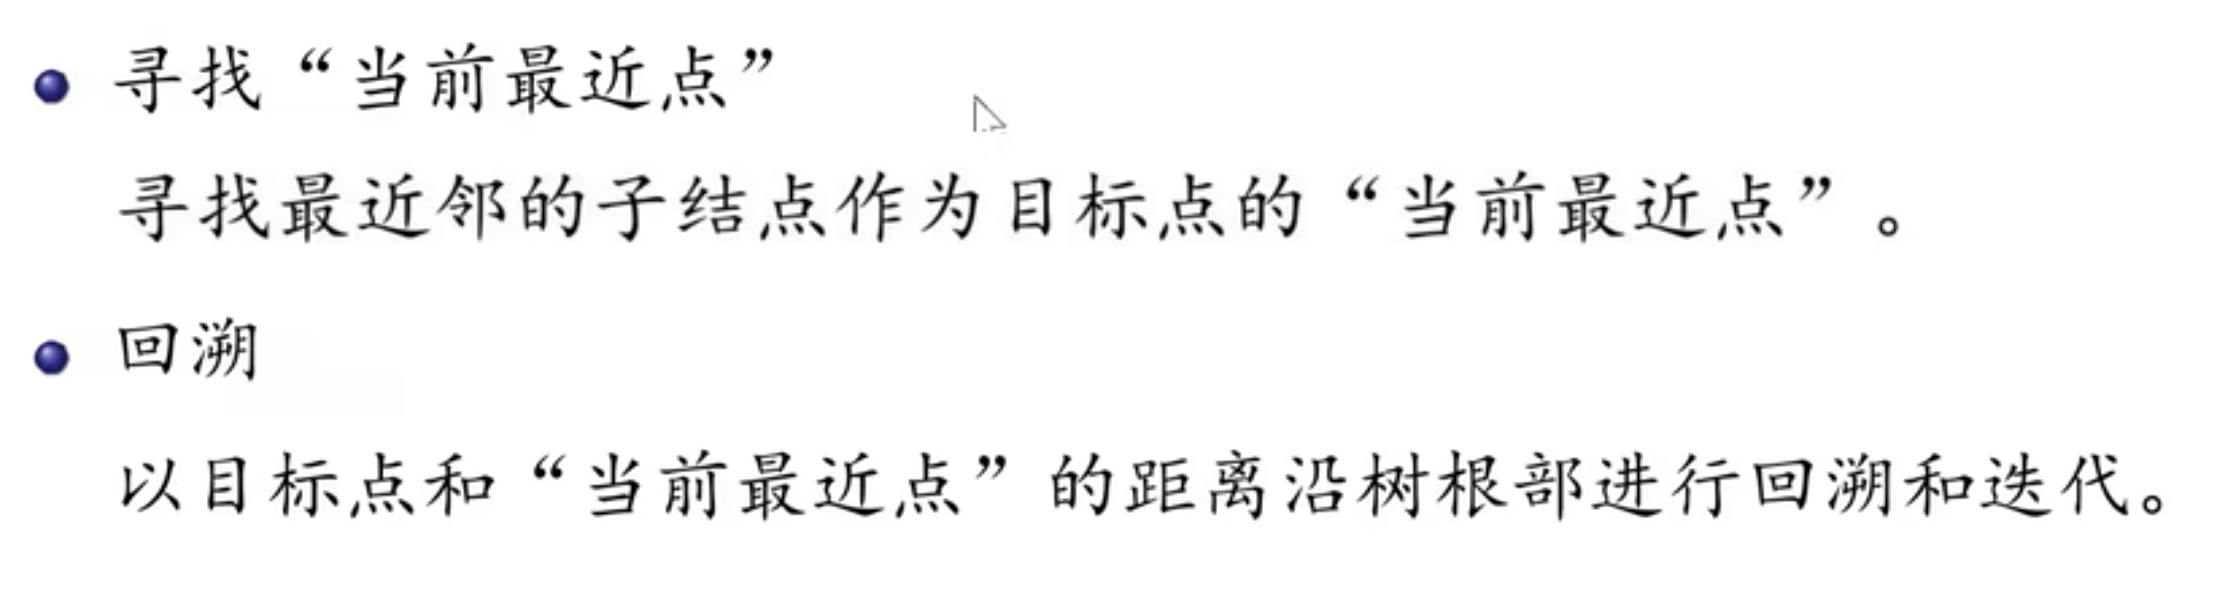 寻找“当前最近点”
寻找最近邻的子结点作为目标点的“当前最近点”。
回溯
以目标点和“当前最近点”的距离沿树根部进行回溯和迭代。